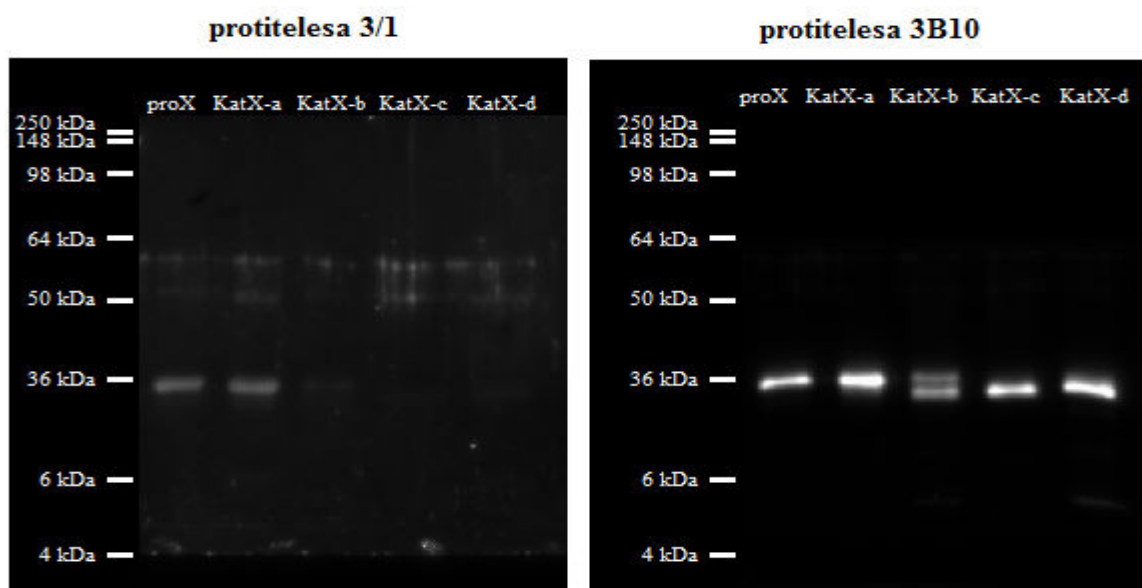 protitelesa 3/1
proX KatX-a KatX-b KatX-c KatX-d
250 kDa
148 kDa
98 kDa
64 kDa
50 kDa
36 kDa
6 kDa
4 kDa
protitelesa 3B10
proX KatX-a KatX-b KatX-c KatX-d
250 kDa
148 kDa
98 kDa
64 kDa
50 kDa
36 kDa
6 kDa
4 kDa